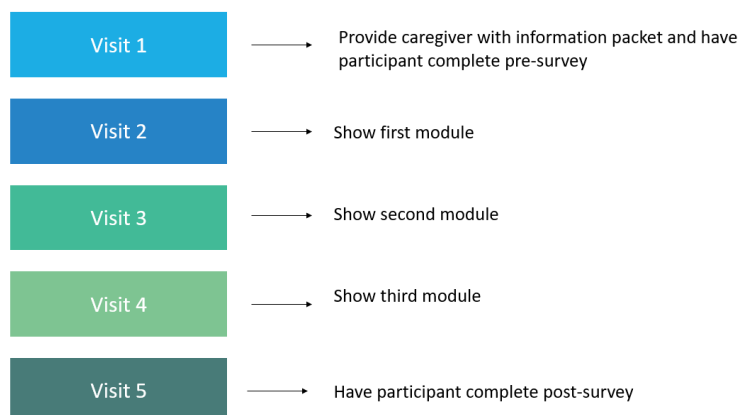 Visit 1
Provide caregiver with information packet and have
participant complete pre-survey
Visit 2
Show first module
Visit 3
Show second module
Visit 4
Show third module
Visit 5
Have participant complete post-survey